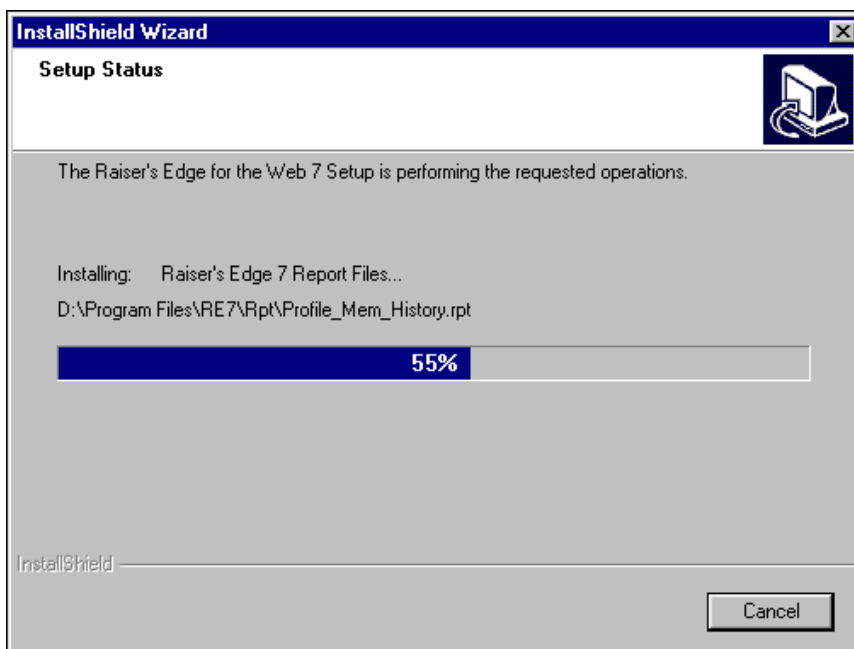 InstallShield Wizard
Setup Status
The Raiser's Edge for the Web 7 Setup is performing the requested operations.
Installing: Raiser's Edge 7 Report Files...
D:\Program Files\RE7\Rpt\Profile_Mem_History.rpt
55%
InstallShield
Cancel